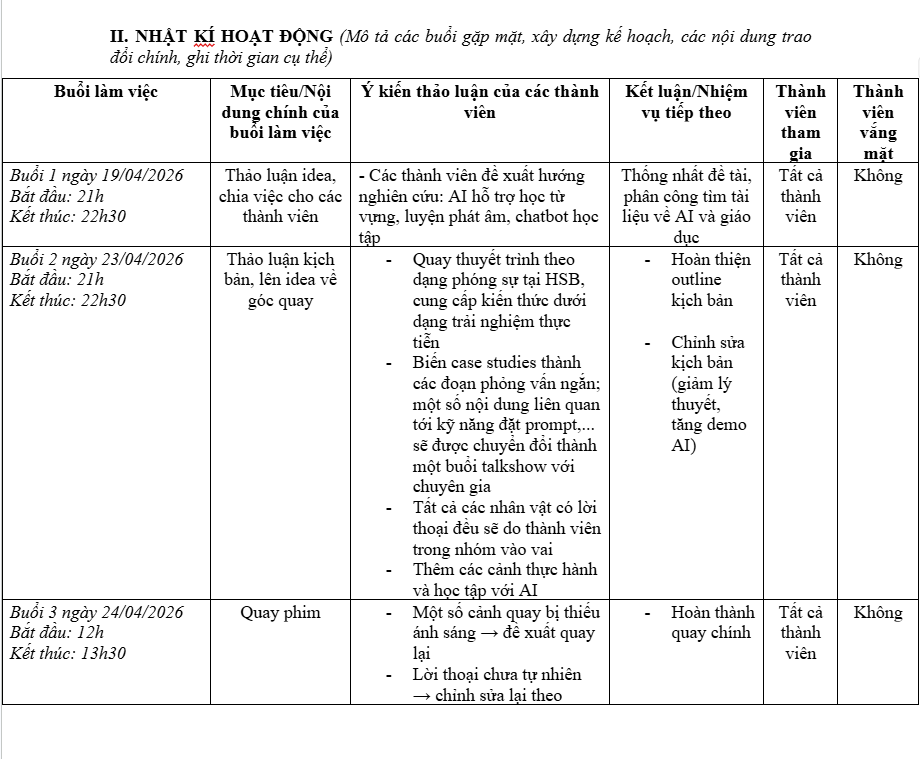 II. NHẬT KÍ HOẠT ĐỘNG (Mô tả các buổi gặp mặt, xây dựng kế hoạch, các nội dung trao
đổi chính, ghi thời gian cụ thể)
Buổi làm việc
Mục tiêu/Nội
dung chính của
buổi làm việc
Ý kiến thảo luận của các thành
viên
Kết luận/Nhiệm
vụ tiếp theo
Thành
viên
tham
gia
Thành
viên
vắng
mặt
Buổi 1 ngày 19/04/2026
Bắt đầu: 21h
Kết thúc: 22h30
Thảo luận idea,
chia việc cho các
thành viên
- Các thành viên đề xuất hướng
nghiên cứu: AI hỗ trợ học từ
vựng, luyện phát âm, chatbot học
tập
Thống nhất đề tài,
phân công tìm tài
liệu về AI và giáo
dục
Tất cả
thành
viên
Không
Buổi 2 ngày 23/04/2026
Bắt đầu: 21h
Kết thúc: 22h30
Thảo luận kịch
bản, lên idea về
góc quay
- Quay thuyết trình theo
dạng phóng sự tại HSB,
cung cấp kiến thức dưới
dạng trải nghiệm thực
tiễn
- Biến case studies thành
các đoạn phỏng vấn ngắn;
một số nội dung liên quan
tới kỹ năng đặt prompt,...
sẽ được chuyển đổi thành
một buổi talkshow với
chuyên gia
- Tất cả các nhân vật có lời
thoại đều sẽ do thành viên
trong nhóm vào vai
- Thêm các cảnh thực hành
và học tập với AI
- Hoàn thiện
outline
kịch bản
- Chỉnh sửa
kịch bản
(giảm lý
thuyết,
tăng demo
AI)
Tất cả
thành
viên
Không
Buổi 3 ngày 24/04/2026
Bắt đầu: 12h
Kết thúc: 13h30
Quay phim
- Một số cảnh quay bị thiếu
ánh sáng → đề xuất quay
lại
- Lời thoại chưa tự nhiên
→ chỉnh sửa lại theo
- Hoàn thành
quay chính
Tất cả
thành
viên
Không